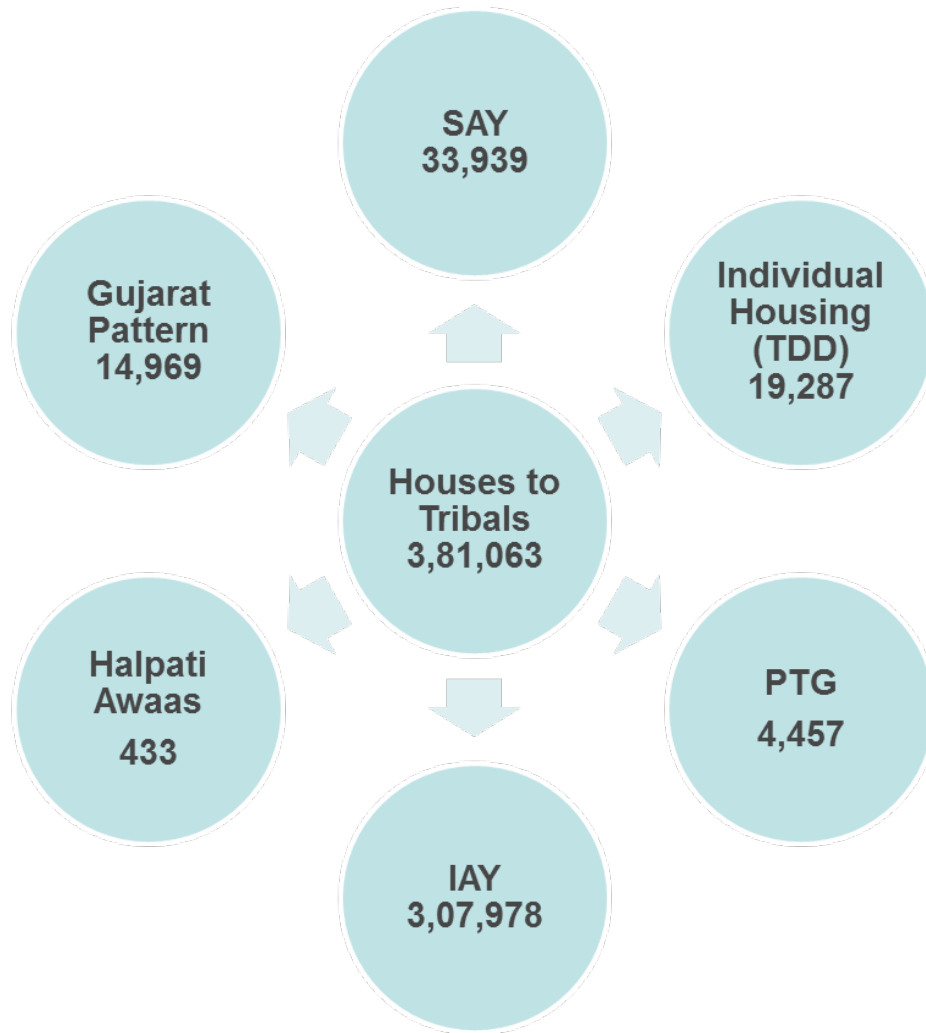 SAY
33,939
Gujarat
Pattern
14,969
Individual
Housing
(TDD)
19,287
Houses to
Tribals
3,81,063
Halpati
Awaas
433
PTG
4,457
IAY
3,07,978